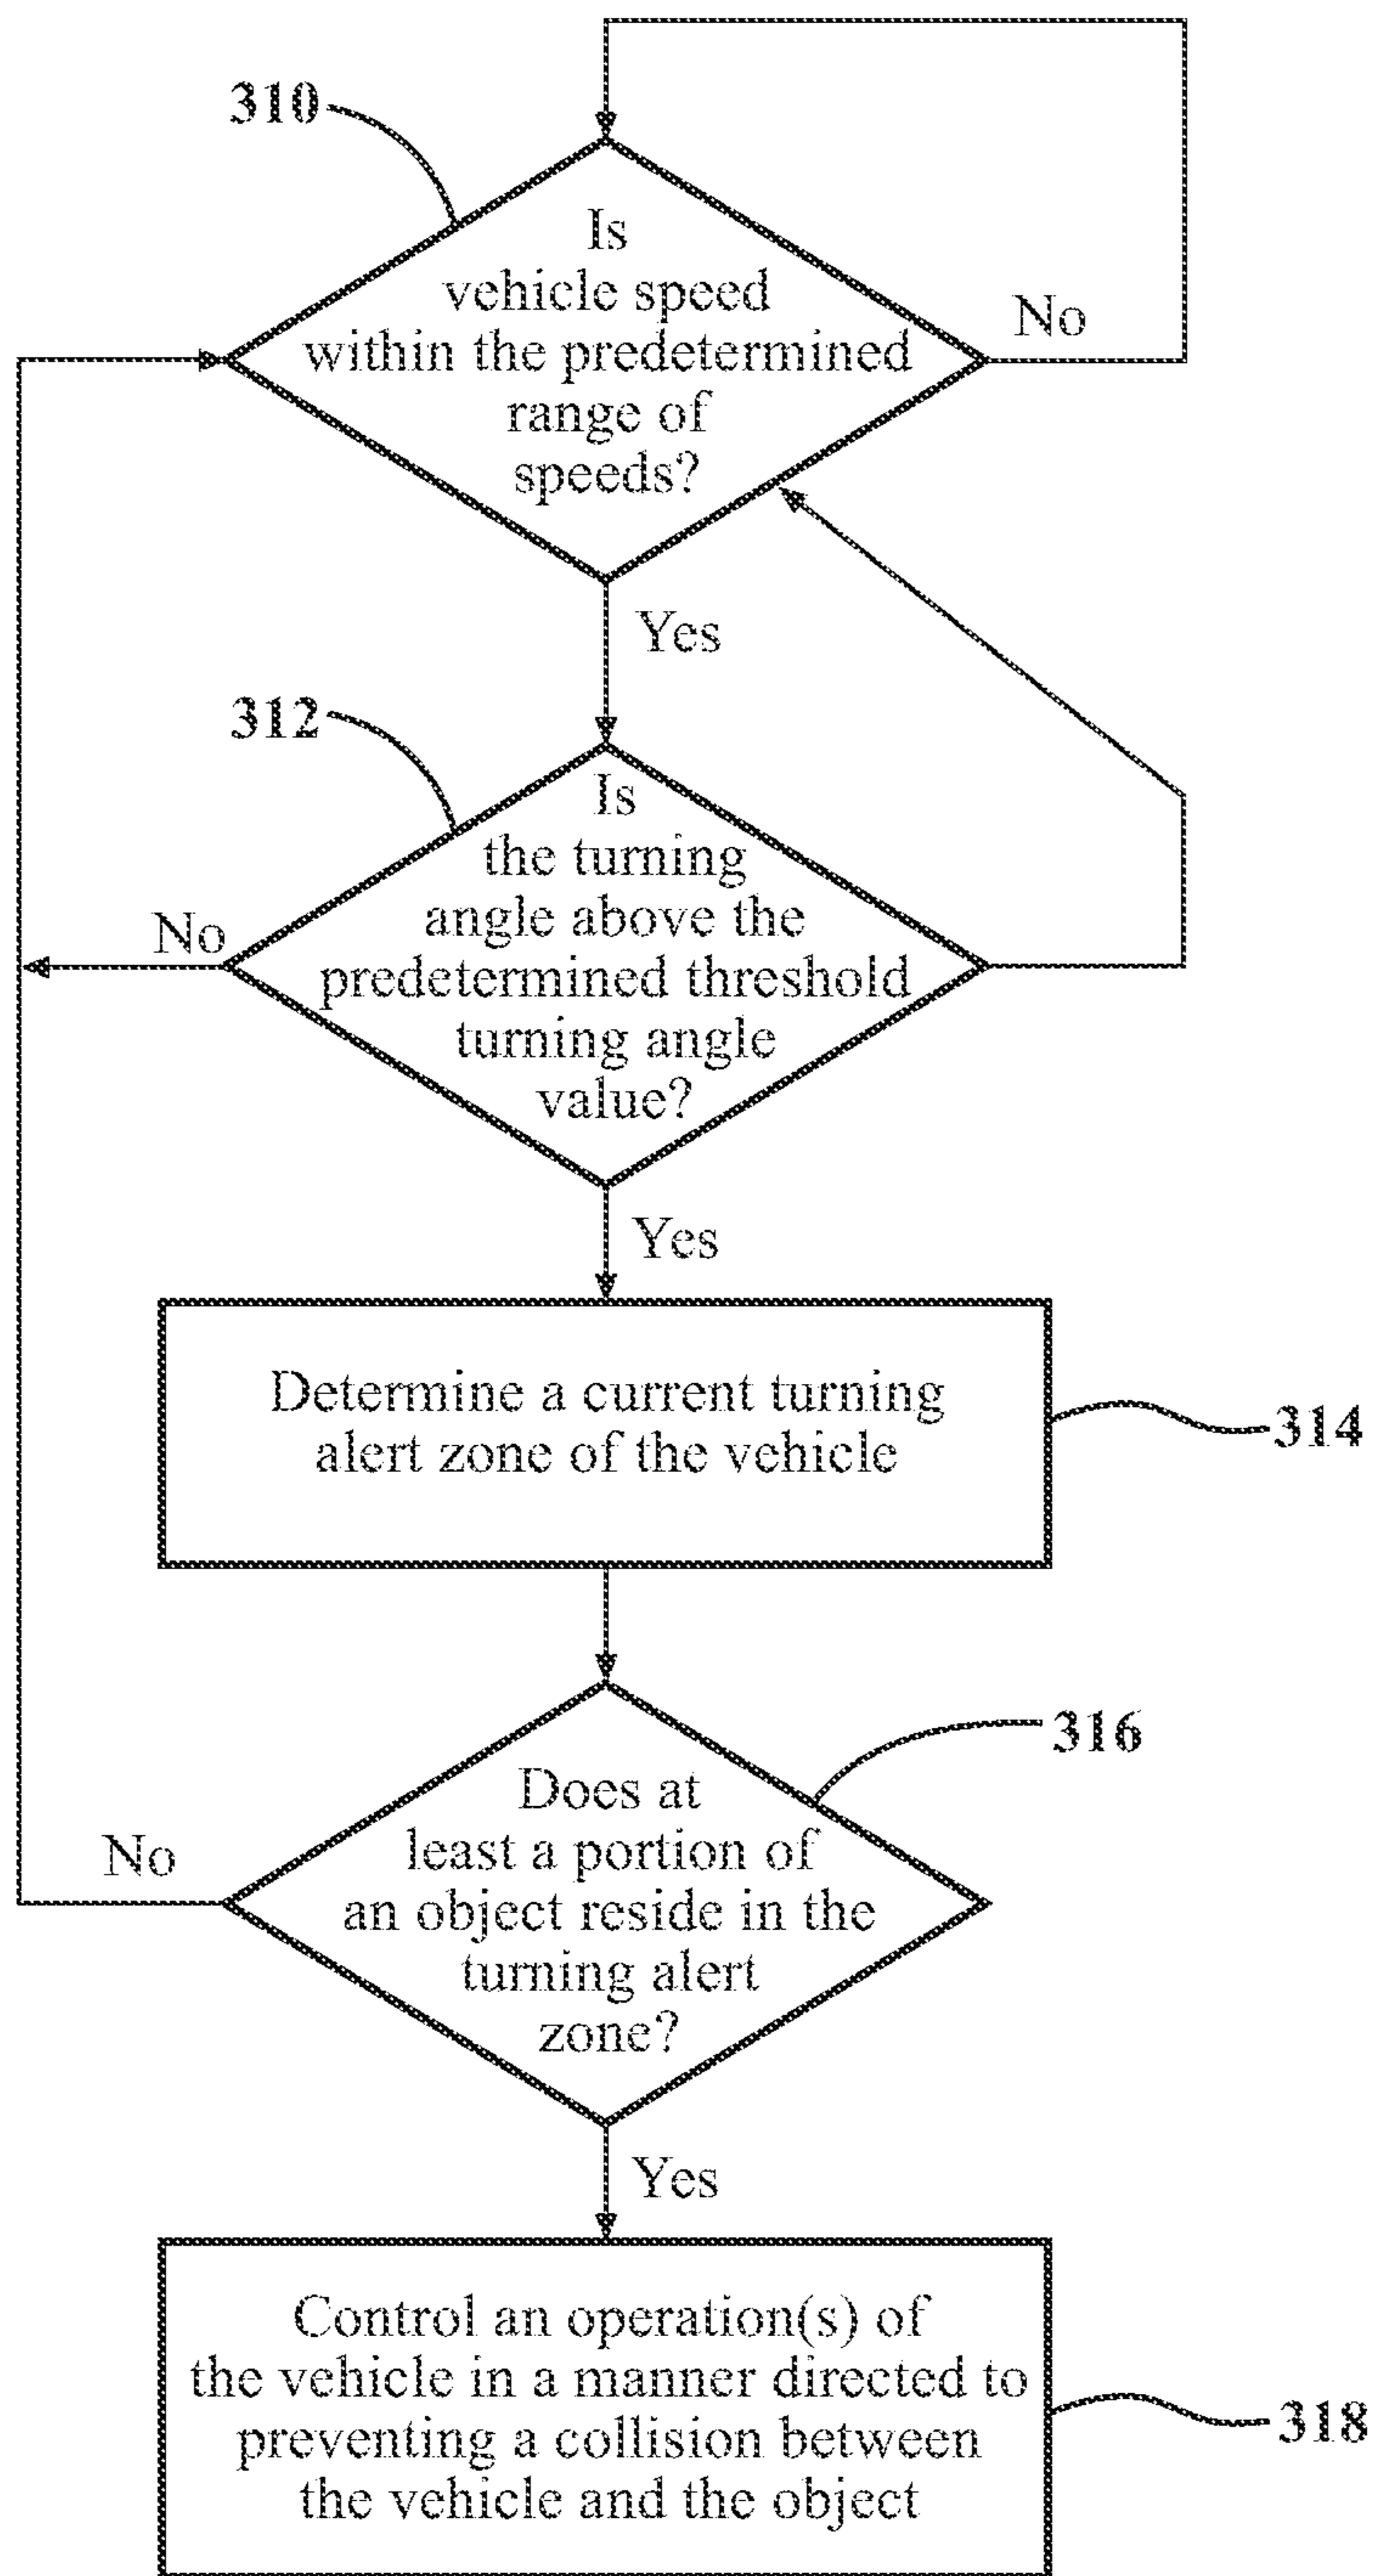 310
Is
vehicle speed
within the predetermined
range of
speeds?
No
Yes
312
Is
the turning
angle above the
predetermined threshold
turning angle
value?
No
Yes
Determine a current turning
alert zone of the vehicle
314
316
Does at
least a portion of
an object reside in the
turning alert
zone?
No
Yes
Control an operation(s) of
the vehicle in a manner directed to
preventing a collision between
the vehicle and the object
318